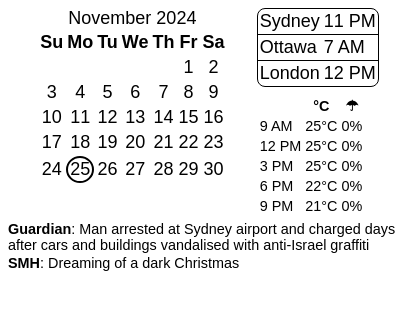 November 2024
Su Mo Tu We Th Fr Sa
1 2
3 4 5 6 7 8 9
10 11 12 13 14 15 16
17 18 19 20 21 22 23
24 25 26 27 28 29 30
Sydney 11 PM
Ottawa 7 AM
London 12 PM
°C ☂
9 AM 25°C 0%
12 PM 25°C 0%
3 PM 25°C 0%
6 PM 22°C 0%
9 PM 21°C 0%
Guardian: Man arrested at Sydney airport and charged days
after cars and buildings vandalised with anti-Israel graffiti
SMH: Dreaming of a dark Christmas